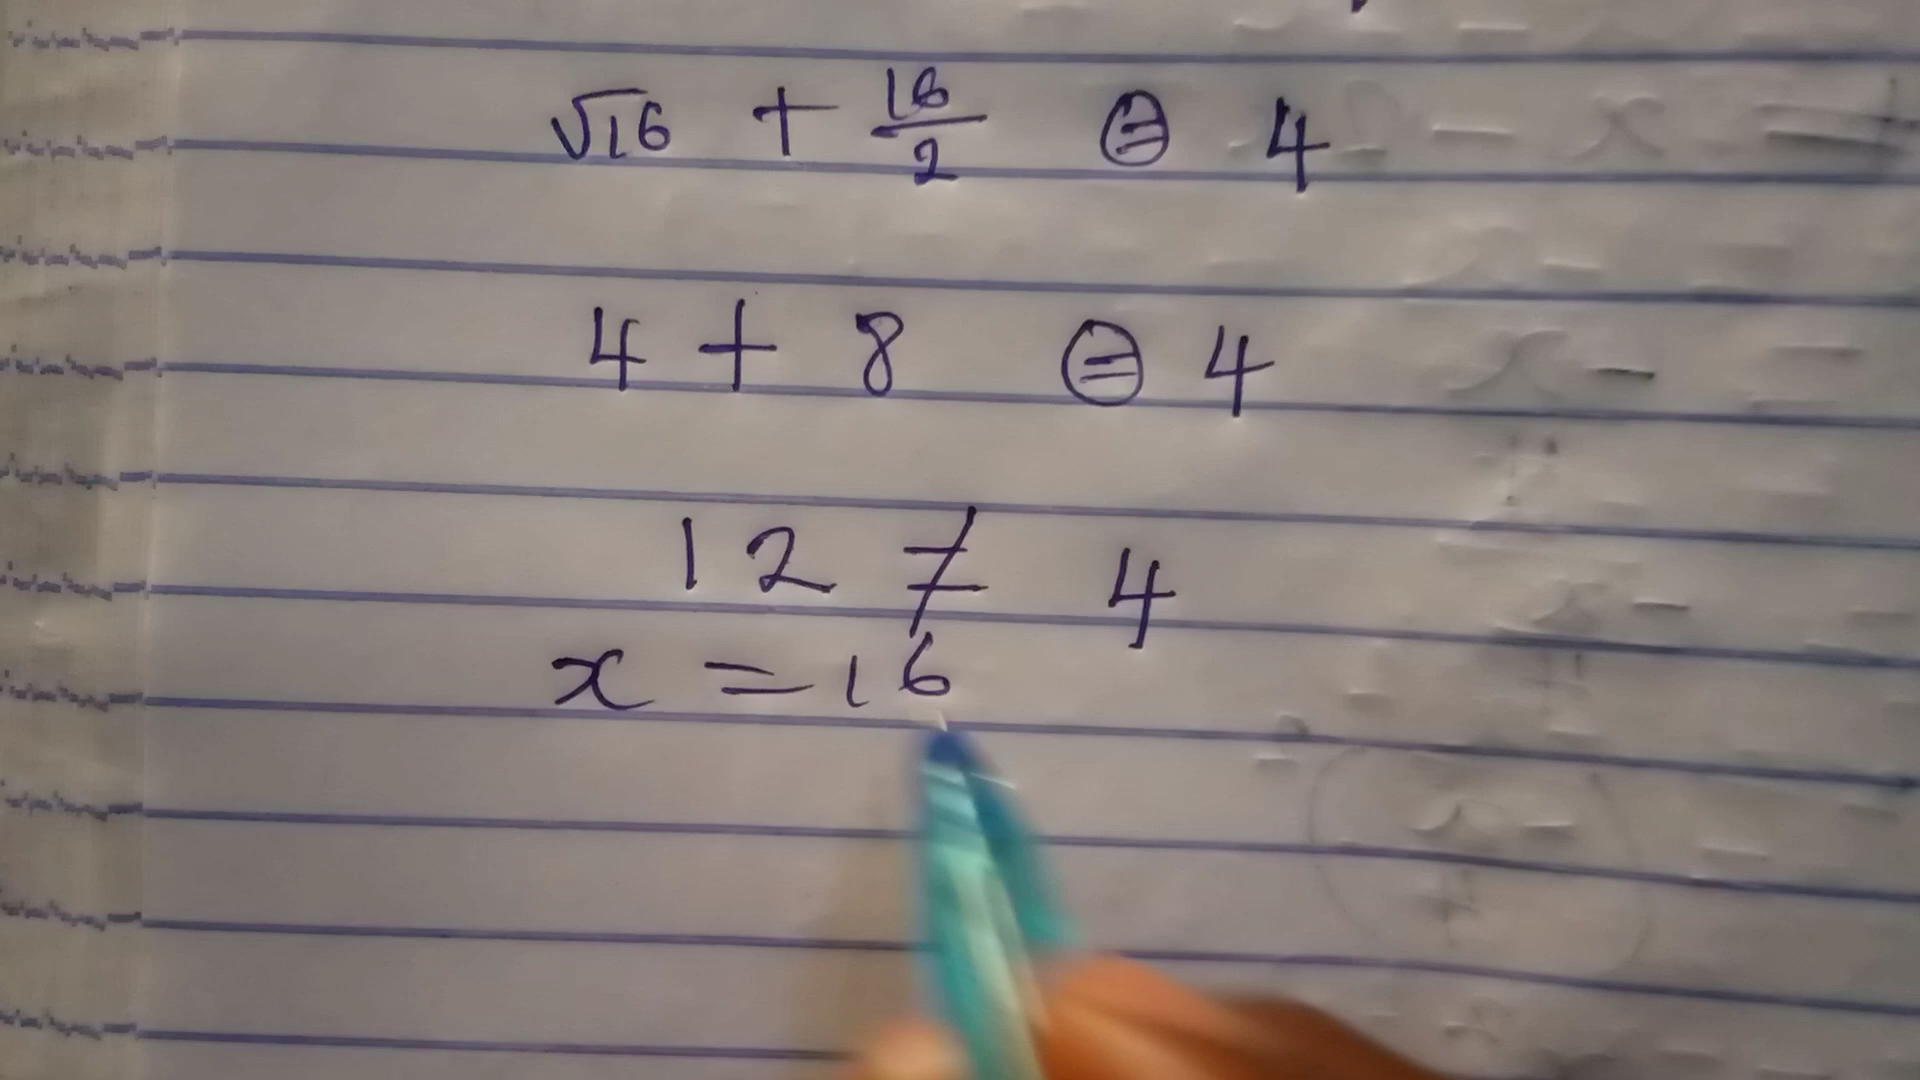 √16 + 16/2 = 4
4 + 8 = 4
12 ≠ 4
x = 16